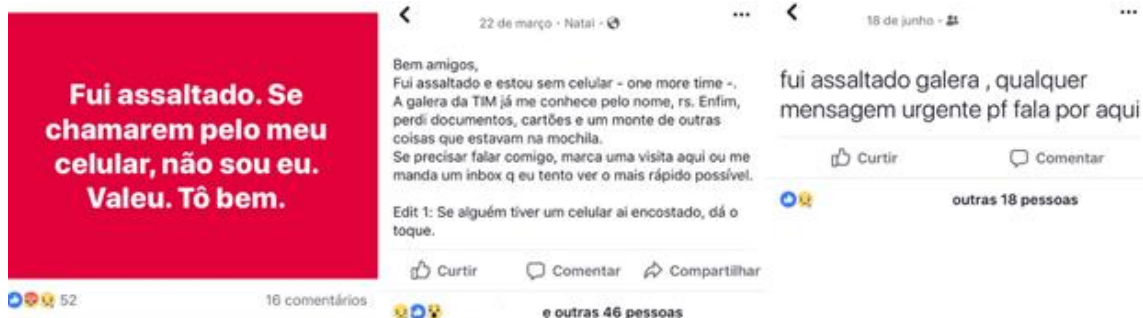 Fui assaltado. Se
chamarem pelo meu
celular, não sou eu.
Valeu. Tô bem.
52
16 comentários
22 de março · Natal ·
Bem amigos,
Fui assaltado e estou sem celular - one more time -.
A galera da TIM já me conhece pelo nome, rs. Enfim,
perdi documentos, cartões e um monte de outras
coisas que estavam na mochila.
Se precisar falar comigo, marca uma visita aqui ou me
manda um inbox q eu tento ver o mais rápido possível.
Edit 1: Se alguém tiver um celular ai encostado, dá o
toque.
Curtir Comentar Compartilhar
e outras 46 pessoas
18 de junho ·
fui assaltado galera , qualquer
mensagem urgente pf fala por aqui
Curtir Comentar
outras 18 pessoas